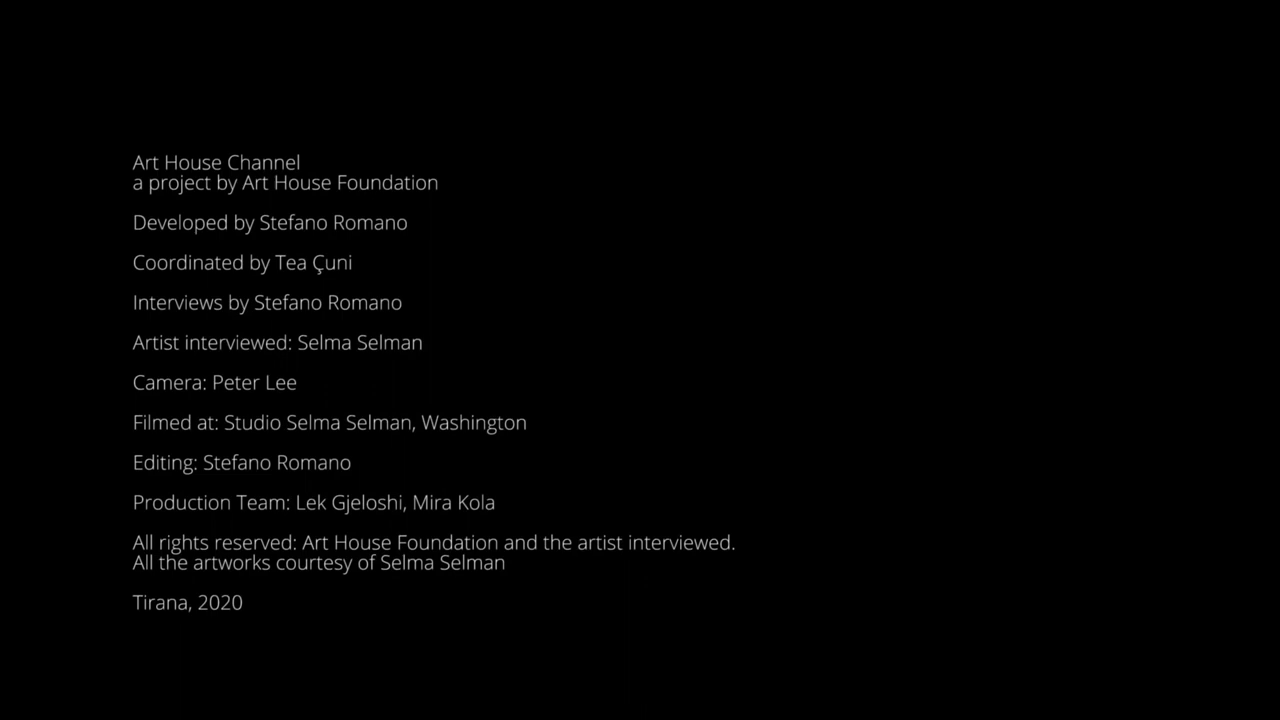 Art House Channel
a project by Art House Foundation
Developed by Stefano Romano
Coordinated by Tea Çuni
Interviews by Stefano Romano
Artist interviewed: Selma Selman
Camera: Peter Lee
Filmed at: Studio Selma Selman, Washington
Editing: Stefano Romano
Production Team: Lek Gjeloshi, Mira Kola
All rights reserved: Art House Foundation and the artist interviewed.
All the artworks courtesy of Selma Selman
Tirana, 2020